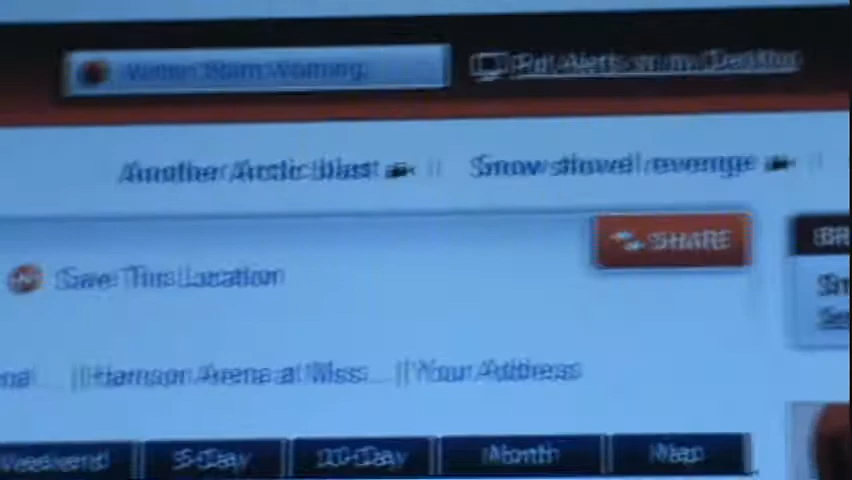 Winter Storm Warning Put Alerts on my Desktop
Another Arctic blast || Snow shovel revenge |
SHARE
Save This Location
|| Harrison Arena at Miss... || Your Address
Weekend 5-Day 10-Day Month Map